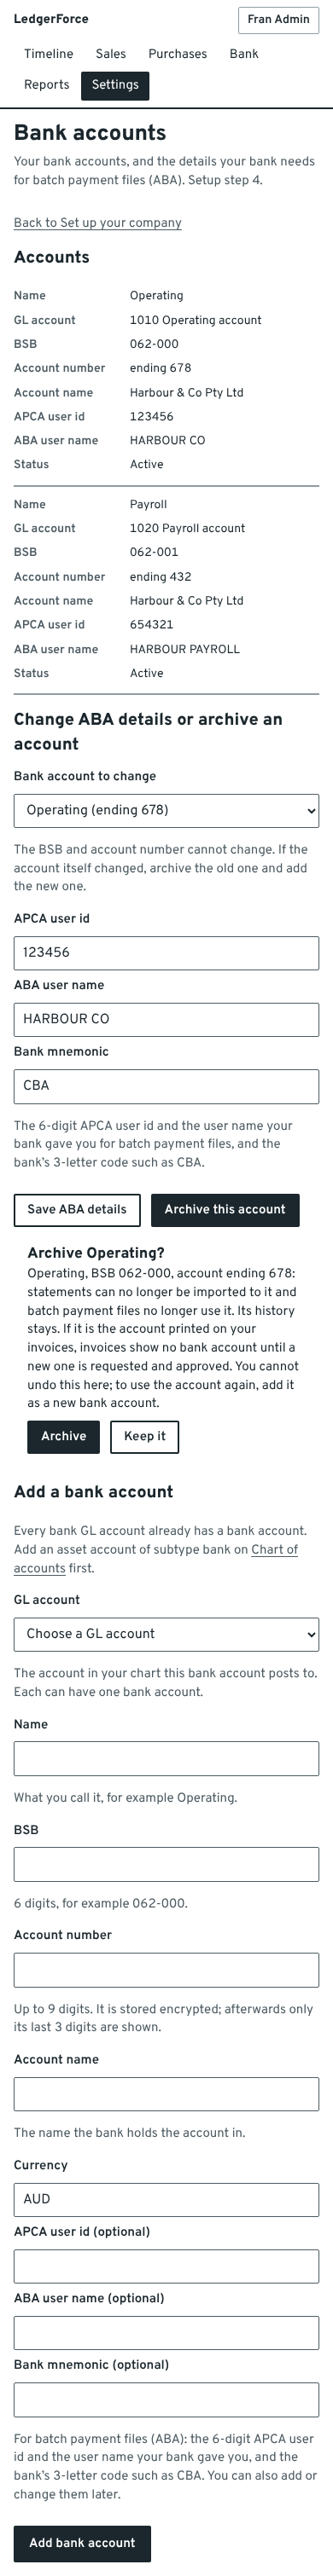 LedgerForce
Fran Admin
Timeline Sales Purchases Bank
Reports Settings
Bank accounts
Your bank accounts, and the details your bank needs
for batch payment files (ABA). Setup step 4.
Back to Set up your company
Accounts
Name Operating
GL account 1010 Operating account
BSB 062-000
Account number ending 678
Account name Harbour & Co Pty Ltd
APCA user id 123456
ABA user name HARBOUR CO
Status Active
Name Payroll
GL account 1020 Payroll account
BSB 062-001
Account number ending 432
Account name Harbour & Co Pty Ltd
APCA user id 654321
ABA user name HARBOUR PAYROLL
Status Active
Change ABA details or archive an
account
Bank account to change
Operating (ending 678)
The BSB and account number cannot change. If the
account itself changed, archive the old one and add
the new one.
APCA user id
123456
ABA user name
HARBOUR CO
Bank mnemonic
CBA
The 6-digit APCA user id and the user name your
bank gave you for batch payment files, and the
bank's 3-letter code such as CBA.
Save ABA details Archive this account
Archive Operating?
Operating, BSB 062-000, account ending 678:
statements can no longer be imported to it and
batch payment files no longer use it. Its history
stays. If it is the account printed on your
invoices, invoices show no bank account until a
new one is requested and approved. You cannot
undo this here; to use the account again, add it
as a new bank account.
Archive Keep it
Add a bank account
Every bank GL account already has a bank account.
Add an asset account of subtype bank on Chart of
accounts first.
GL account
Choose a GL account
The account in your chart this bank account posts to.
Each can have one bank account.
Name
What you call it, for example Operating.
BSB
6 digits, for example 062-000.
Account number
Up to 9 digits. It is stored encrypted; afterwards only
its last 3 digits are shown.
Account name
The name the bank holds the account in.
Currency
AUD
APCA user id (optional)
ABA user name (optional)
Bank mnemonic (optional)
For batch payment files (ABA): the 6-digit APCA user
id and the user name your bank gave you, and the
bank's 3-letter code such as CBA. You can also add or
change them later.
Add bank account